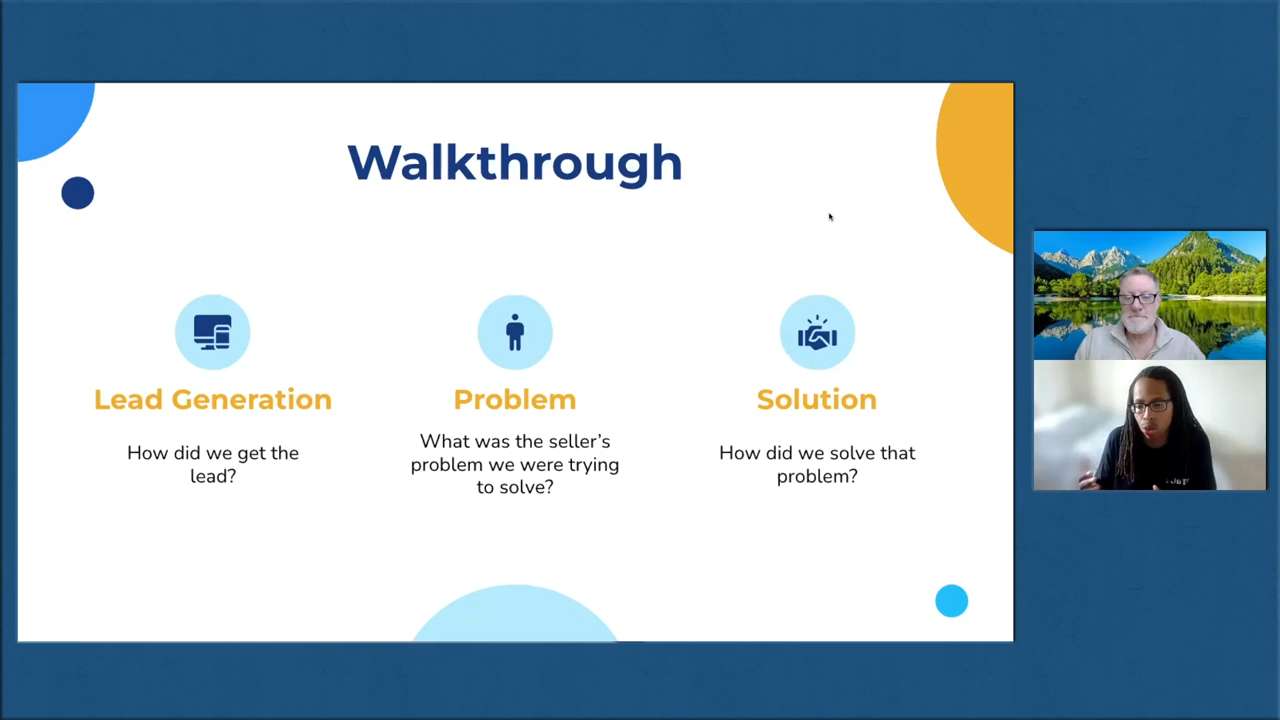 Walkthrough
Lead Generation
How did we get the
lead?
Problem
What was the seller’s
problem we were trying
to solve?
Solution
How did we solve that
problem?